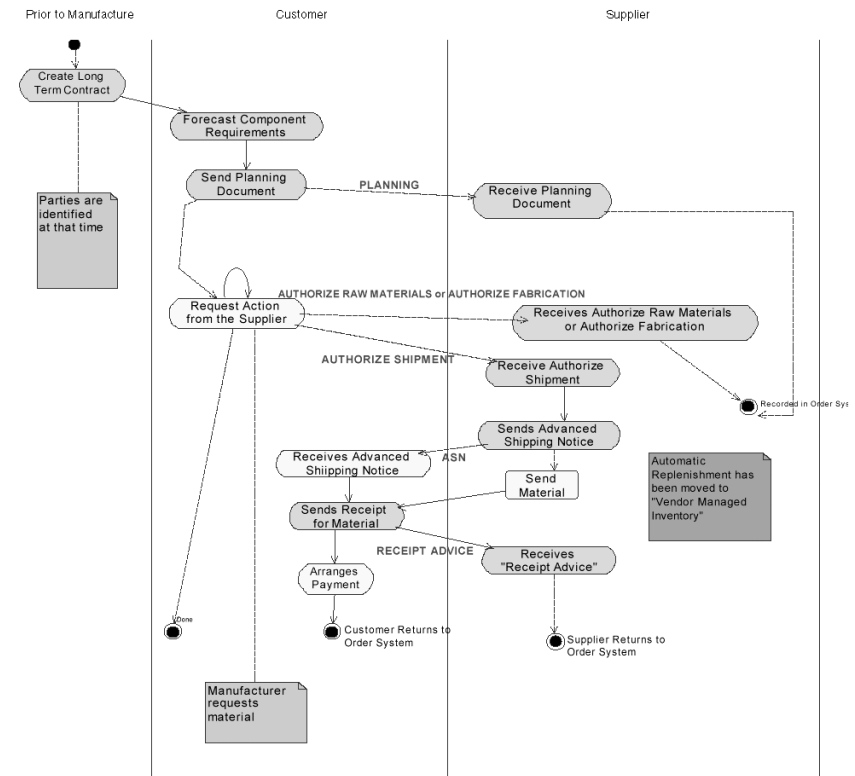 Prior to Manufacture
Customer
Supplier
Create Long
Term Contract
Forecast Component
Requirements
Send Planning
Document
PLANNING
Receive Planning
Document
Parties are
identified
at that time
AUTHORIZE RAW MATERIALS or AUTHORIZE FABRICATION
Request Action
from the Supplier
Receives Authorize Raw Materials
or Authorize Fabrication
AUTHORIZE SHIPMENT
Receive Authorize
Shipment
Recorded in Order Sys
Sends Advanced
Shipping Notice
Receives Advanced
Shiipping Notice
ASN
Automatic
Replenishment has
been moved to
"Vendor Managed
Inventory"
Send
Material
Sends Receipt
for Material
RECEIPT ADVICE
Receives
"Receipt Advice"
Arranges
Payment
Done
Customer Returns to
Order System
Supplier Returns to
Order System
Manufacturer
requests
material